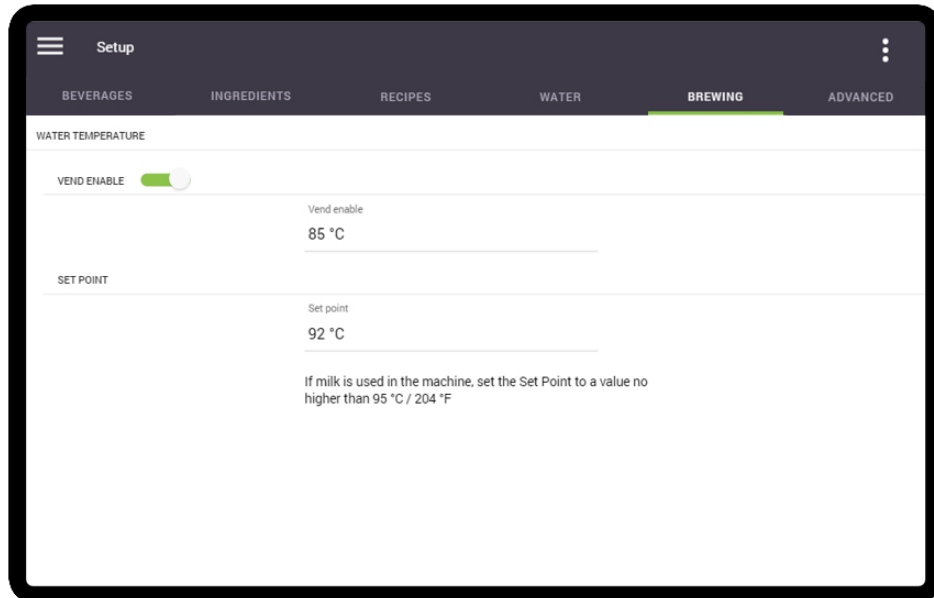 Setup
BEVERAGES INGREDIENTS RECIPES WATER BREWING ADVANCED
WATER TEMPERATURE
VEND ENABLE
Vend enable
85 °C
SET POINT
Set point
92 °C
If milk is used in the machine, set the Set Point to a value no
higher than 95 °C / 204 °F